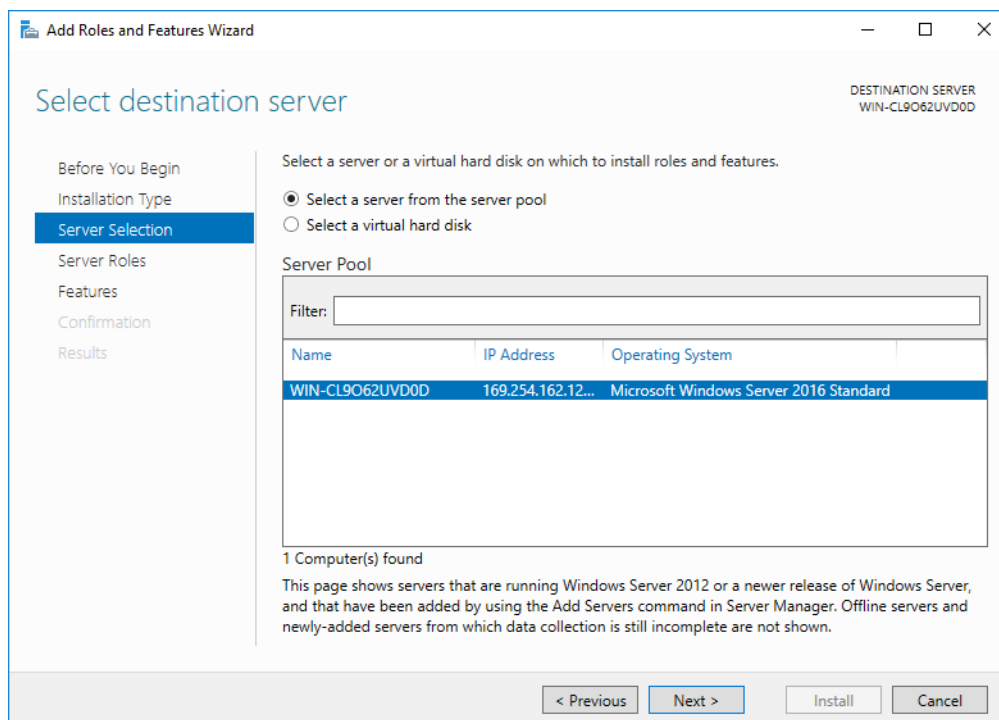 Add Roles and Features Wizard
Select destination server
DESTINATION SERVER
WIN-CL9O62UVD0D
Before You Begin
Installation Type
Server Selection
Server Roles
Features
Confirmation
Results
Select a server or a virtual hard disk on which to install roles and features.
Select a server from the server pool
Select a virtual hard disk
Server Pool
Filter:
Name IP Address Operating System
WIN-CL9O62UVD0D 169.254.162.12... Microsoft Windows Server 2016 Standard
1 Computer(s) found
This page shows servers that are running Windows Server 2012 or a newer release of Windows Server,
and that have been added by using the Add Servers command in Server Manager. Offline servers and
newly-added servers from which data collection is still incomplete are not shown.
< Previous Next > Install Cancel